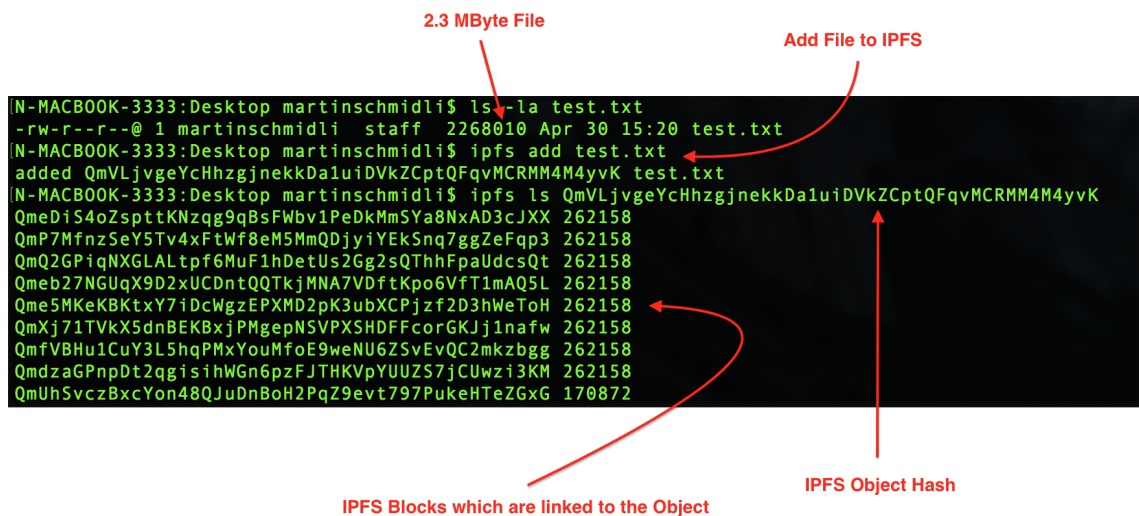 2.3 MByte File
Add File to IPFS
[N-MACBOOK-3333:Desktop martinschmidli$ ls -la test.txt
-rw-r--r--@ 1 martinschmidli  staff  2268010 Apr 30 15:20 test.txt
[N-MACBOOK-3333:Desktop martinschmidli$ ipfs add test.txt
added QmVLjvgeYcHhzgjnekkDa1uiDVkZCptQFqvMCRMM4M4yvK test.txt
[N-MACBOOK-3333:Desktop martinschmidli$ ipfs ls QmVLjvgeYcHhzgjnekkDa1uiDVkZCptQFqvMCRMM4M4yvK
QmeDiS4oZspttKNzqg9qBsFWbv1PeDkMmSYa8NxAD3cJXX 262158
QmP7MfnzSeY5Tv4xFtWf8eM5MmQDjyiYEkSnq7ggZeFqp3 262158
QmQ2GPiqNXGLALtpf6MuF1hDetUs2Gg2sQThhFpaUdcsQt 262158
Qmeb27NGUqX9D2xUCDntQQTkjMNA7VDftKpo6VfT1mAQ5L 262158
Qme5MKeKBKtxY7iDcWgzEPXMD2pK3ubXCPjzf2D3hWeToH 262158
QmXj71TVkX5dnBEKBxjPMgepNSVPXSHDFFcorGKJj1nafw 262158
QmfVBHu1CuY3L5hqPMxYouMfoE9weNU6ZSvEvQC2mkzbgg 262158
QmdzaGPnpDt2qgisihWGn6pzFJTHKVpYUUZS7jCUwzi3KM 262158
QmUhSvczBxcYon48QJuDnBoH2PqZ9evt797PukeHTeZGxG 170872
IPFS Object Hash
IPFS Blocks which are linked to the Object